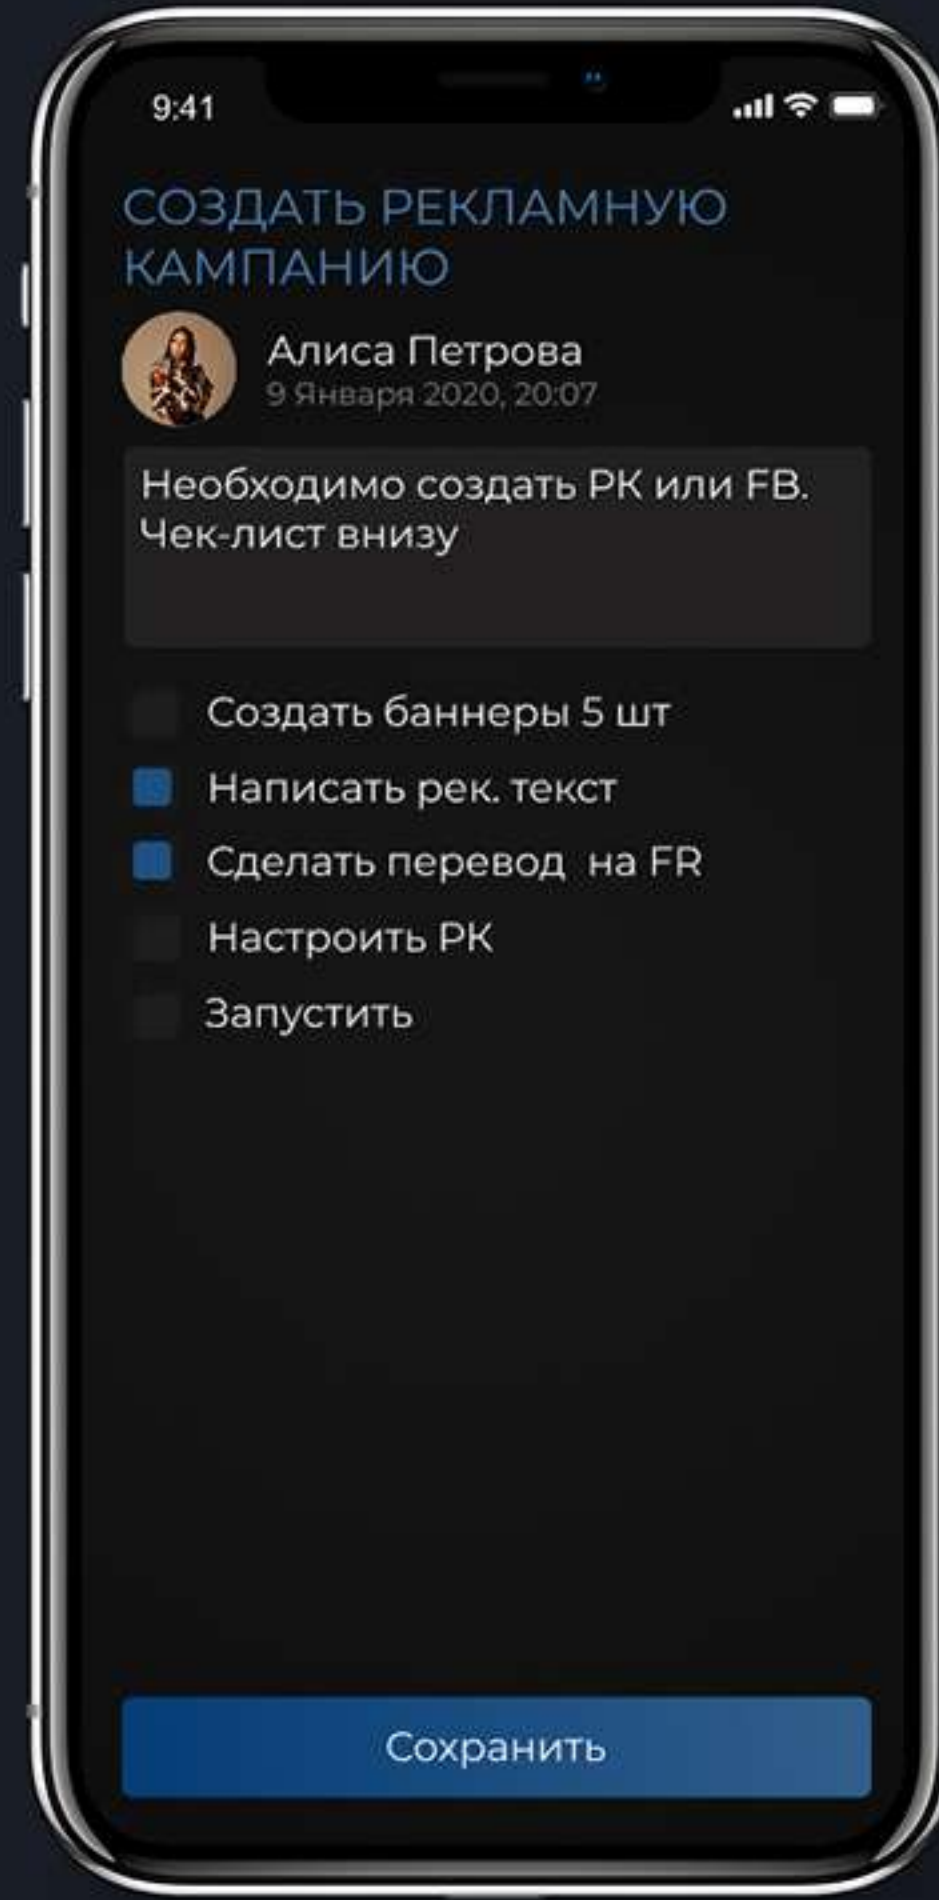 9:41
СОЗДАТЬ РЕКЛАМНУЮ
КАМПАНИЮ
Алиса Петрова
9 Января 2020, 20:07
Необходимо создать РК или FB.
Чек-лист внизу
Создать баннеры 5 шт
Написать рек. текст
Сделать перевод на FR
Настроить РК
Запустить
Сохранить